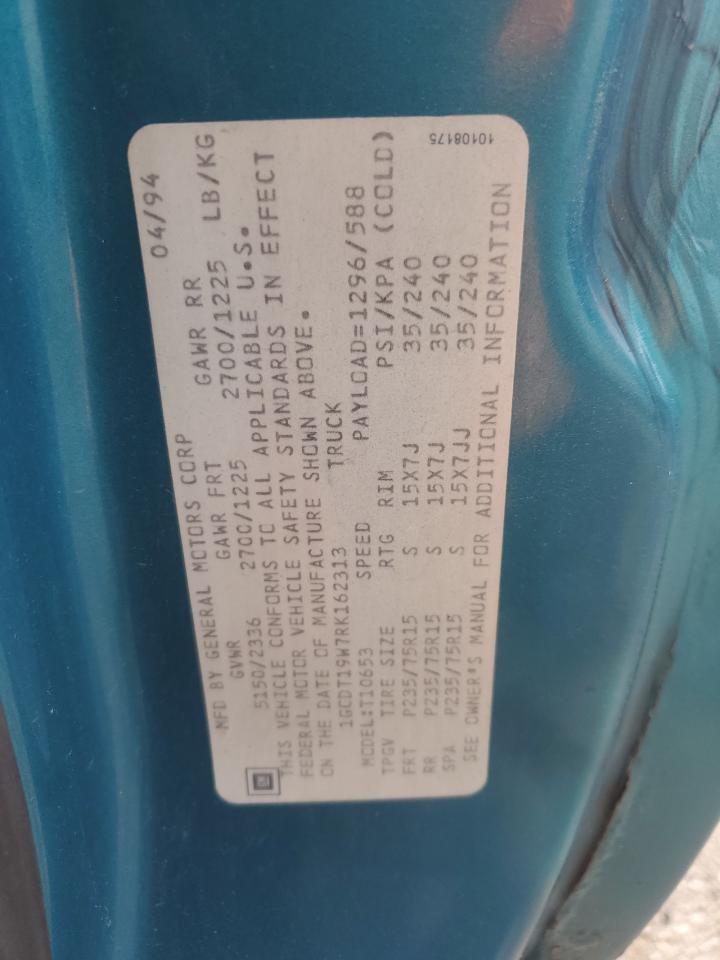 MFD BY GENERAL MOTORS CORP 04/94
GVWR GAWR FRT GAWR RR
5150/2336 2700/1225 2700/1225 LB/KG
THIS VEHICLE CONFORMS TO ALL APPLICABLE U.S.
FEDERAL MOTOR VEHICLE SAFETY STANDARDS IN EFFECT
ON THE DATE OF MANUFACTURE SHOWN ABOVE.
1GCDT19W7RK162313 TRUCK
MODEL:T10653 PAYLOAD=1296/588
SPEED
TPGV TIRE SIZE RTG RIM PSI/KPA (COLD)
FRT P235/75R15 S 15X7J 35/240
RR P235/75R15 S 15X7J 35/240
SPA P235/75R15 S 15X7JJ 35/240
SEE OWNER'S MANUAL FOR ADDITIONAL INFORMATION
10108175
GM